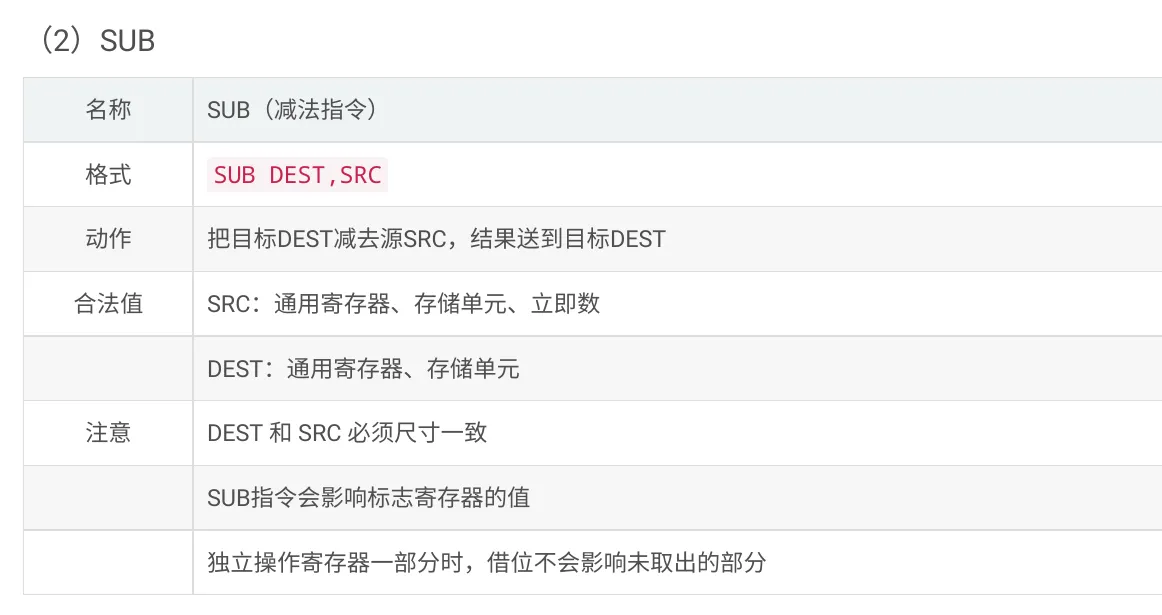 （2）SUB
名称 SUB（减法指令）
格式 SUB DEST,SRC
动作 把目标DEST减去源SRC，结果送到目标DEST
合法值 SRC：通用寄存器、存储单元、立即数
DEST：通用寄存器、存储单元
注意 DEST 和 SRC 必须尺寸一致
SUB指令会影响标志寄存器的值
独立操作寄存器一部分时，借位不会影响未取出的部分